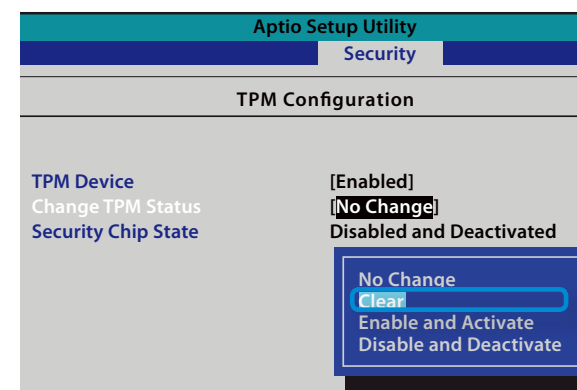 Aptio Setup Utility
Security
TPM Configuration
TPM Device [Enabled]
Change TPM Status [No Change]
Security Chip State Disabled and Deactivated
No Change
Clear
Enable and Activate
Disable and Deactivate